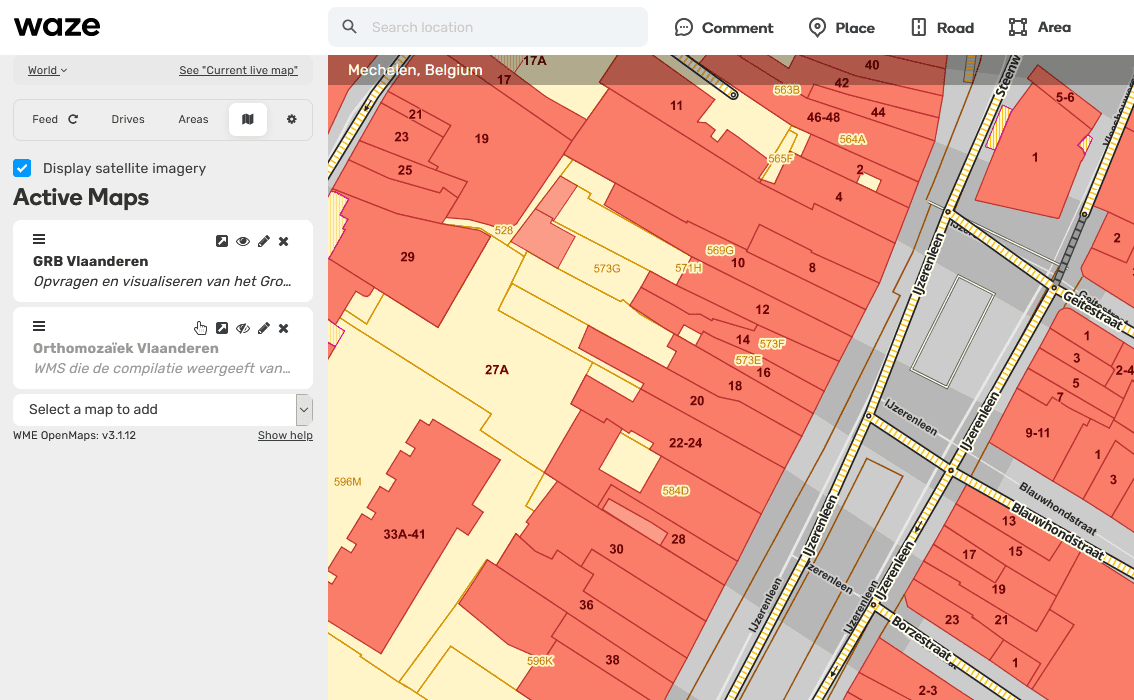 waze
Search location
Comment
Place
Road
Area
World
See "Current live map"
Feed
Drives
Areas
Display satellite imagery
Active Maps
GRB Vlaanderen
Opvragen en visualiseren van het Gro...
Orthomozaïek Vlaanderen
WMS die de compilatie weergeeft van...
Select a map to add
WME OpenMaps: v3.1.12
Show help
Mechelen, Belgium
17A
17
40
42
563B
11
44
46-48
564A
5-6
21
23
19
565F
1
25
2
4
528
29
569G
10
8
573G
571H
2
12
14
573F
573E
16
18
20
27A
22-24
1
3
5
7
2-4
9-11
1
3
596M
584D
33A-41
28
30
13
15
17
19
36
23
21
596K
38
1
2-3
IJzerenleen
Geitestraat
IJzerenleen
IJzerenleen
IJzerenleen
IJzerenleen
Blauwhondstraat
Blauwhondstraat
IJzerenleen
IJzerenleen
IJzerenleen
Borzestraat